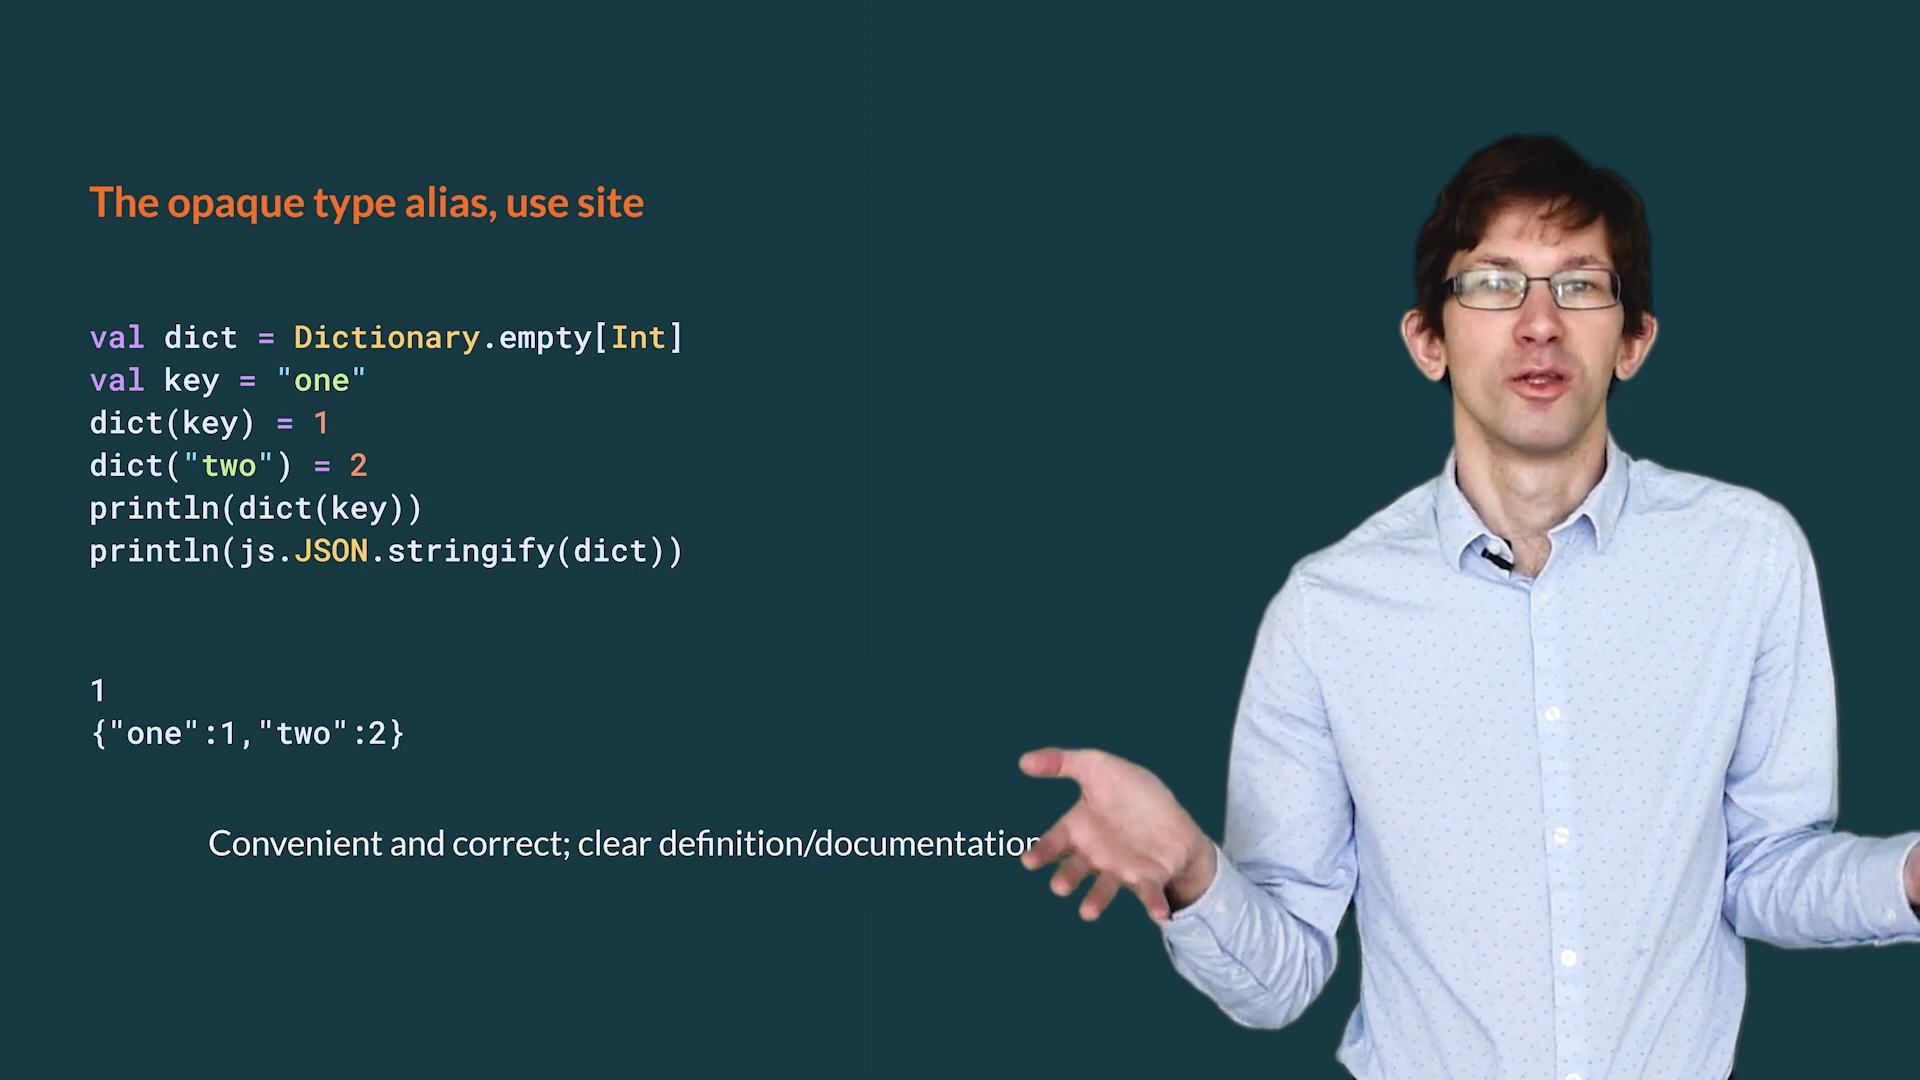 The opaque type alias, use site
val dict = Dictionary.empty[Int]
val key = "one"
dict(key) = 1
dict("two") = 2
println(dict(key))
println(js.JSON.stringify(dict))
1
{"one":1,"two":2}
Convenient and correct; clear definition/documentation